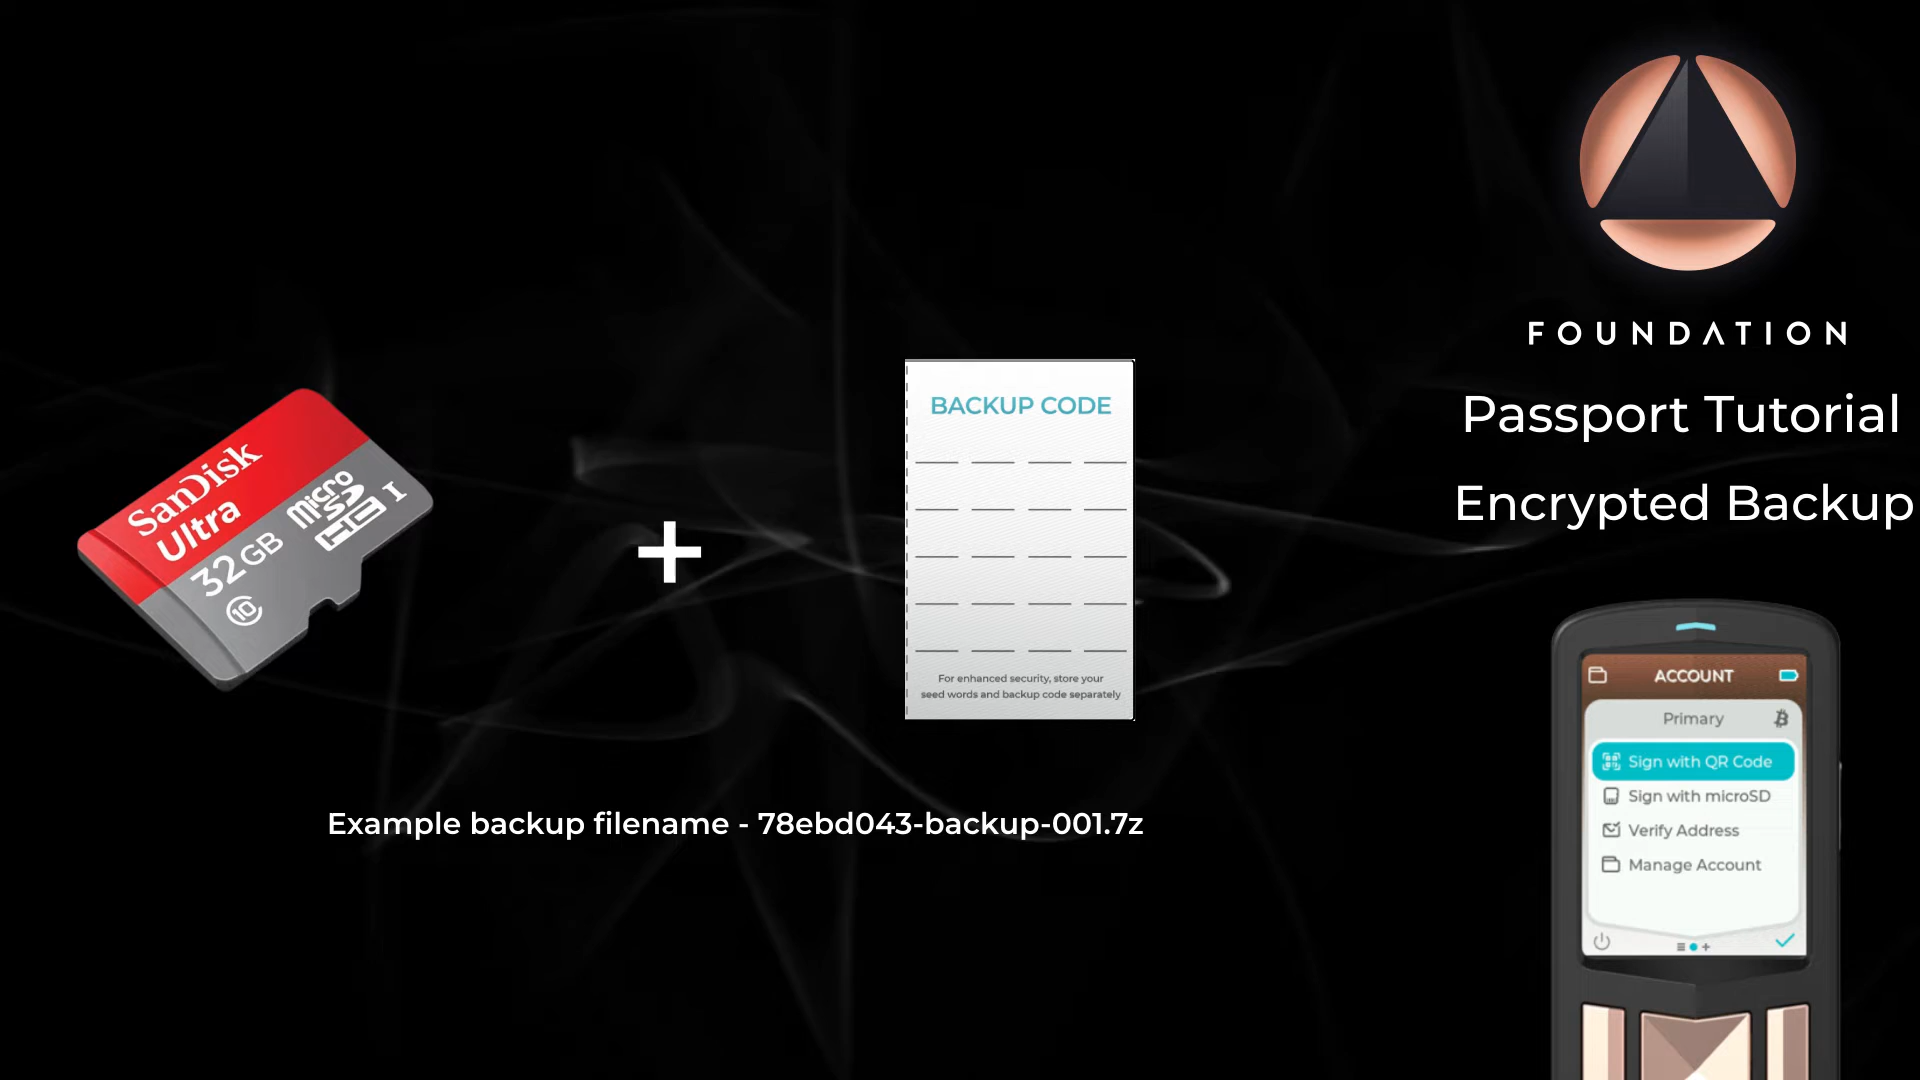 SanDisk
Ultra
32GB
micro
SD
HC I
10
+
BACKUP CODE
For enhanced security, store your
seed words and backup code separately
Example backup filename - 78ebd043-backup-001.7z
FOUNDATION
Passport Tutorial
Encrypted Backup
ACCOUNT
Primary
Sign with QR Code
Sign with microSD
Verify Address
Manage Account